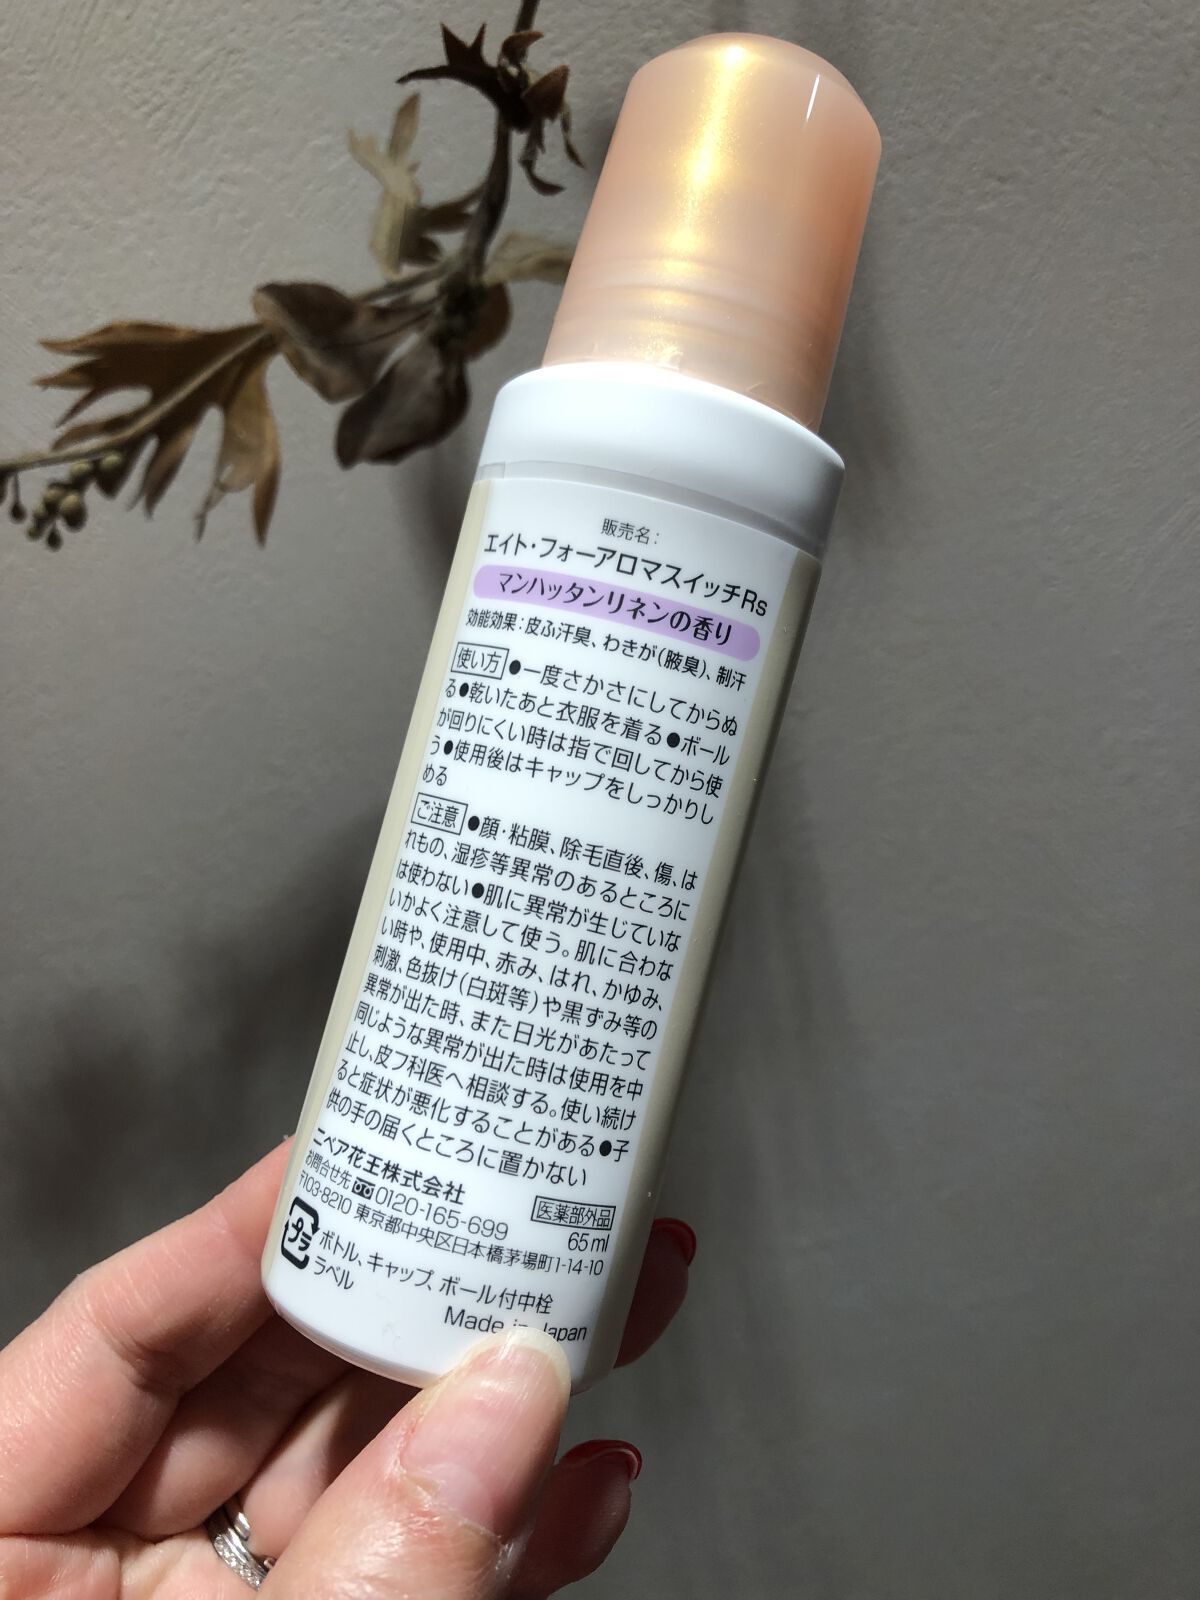 販売名:
エイト・フォーアロマスイッチRs
マンハッタンリネンの香り
効能効果:皮ふ汗臭、わきが(腋臭)、制汗
使い方 ●一度さかさにしてからぬ
る●乾いたあと衣服を着る●ボール
が回りにくい時は指で回してから使
う●使用後はキャップをしっかりし
める
ご注意 ●顔・粘膜、除毛直後、傷、は
れもの、湿疹等異常のあるところに
は使わない●肌に異常が生じていな
いかよく注意して使う。肌に合わな
い時や、使用中、赤み、はれ、かゆみ、
刺激、色抜け(白斑等)や黒ずみ等の
異常が出た時、また日光があたって
同じような異常が出た時は使用を中
止し、皮フ科医へ相談する。使い続け
ると症状が悪化することがある●子
供の手の届くところに置かない
ニベア花王株式会社
お問合せ先 0120-165-699
〒103-8210 東京都中央区日本橋茅場町1-14-10
医薬部外品
65ml
プラ
ボトル、キャップ、ボール付中栓
ラベル
Made in Japan